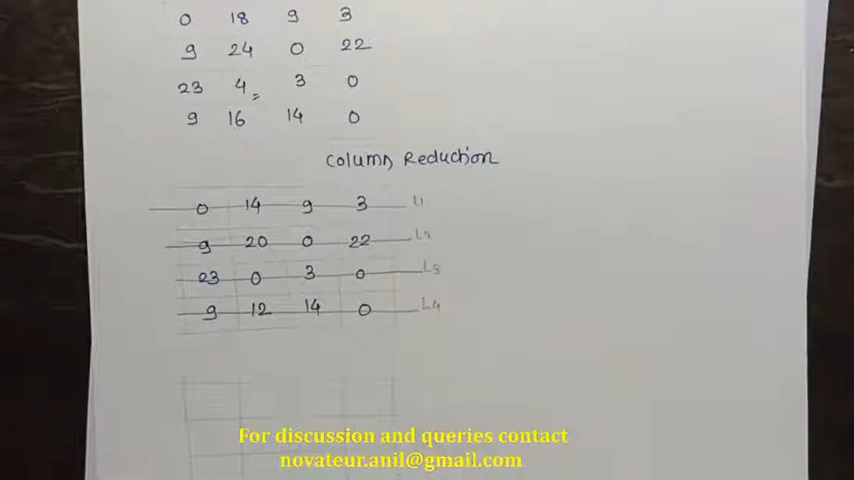 0 18 9 3
9 24 0 22
23 4 3 0
9 16 14 0
Column Reduction
0 14 9 3 L1
9 20 0 22 L2
23 0 3 0 L3
9 12 14 0 L4
For discussion and queries contact
novateur.anil@gmail.com